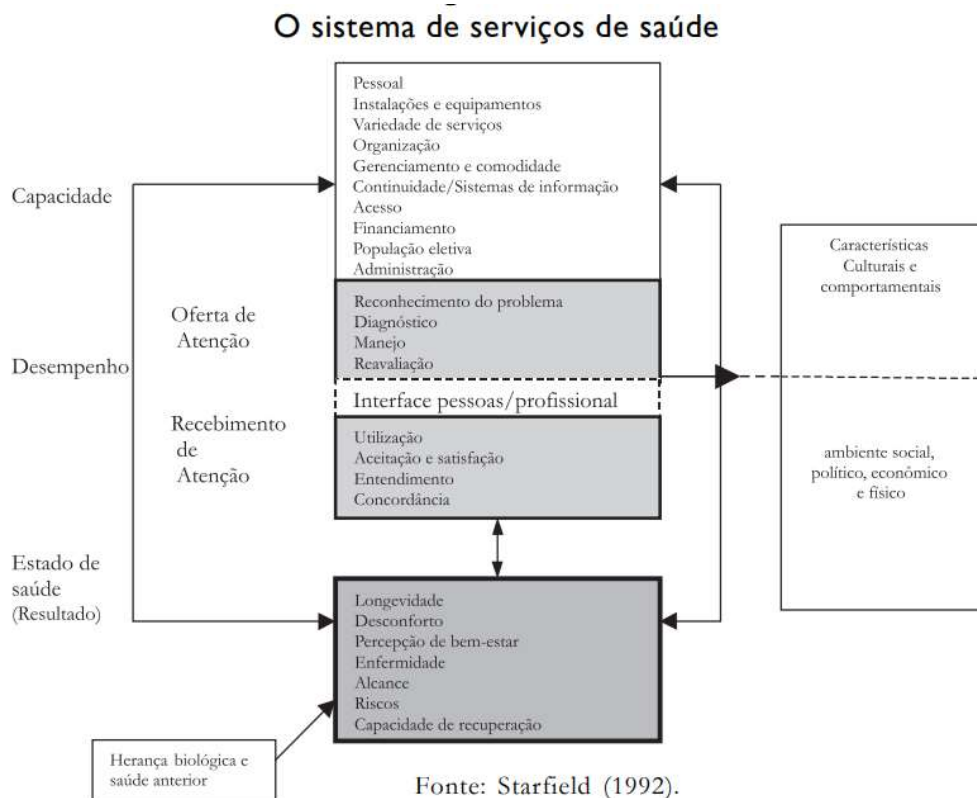 O sistema de serviços de saúde
Pessoal
Instalações e equipamentos
Variedade de serviços
Organização
Gerenciamento e comodidade
Continuidade/Sistemas de informação
Acesso
Financiamento
População eletiva
Administração
Capacidade
Reconhecimento do problema
Diagnóstico
Manejo
Reavaliação
Oferta de
Atenção
Desempenho
Interface pessoas/profissional
Recebimento
de
Atenção
Utilização
Aceitação e satisfação
Entendimento
Concordância
Estado de
saúde
(Resultado)
Longevidade
Desconforto
Percepção de bem-estar
Enfermidade
Alcance
Riscos
Capacidade de recuperação
Herança biológica e
saúde anterior
Características
Culturais e
comportamentais
ambiente social,
político, econômico
e físico
Fonte: Starfield (1992).